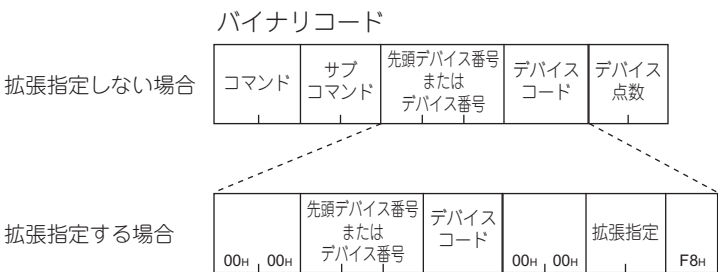 バイナリコード
拡張指定しない場合
コマンド
サブ
コマンド
先頭デバイス番号
または
デバイス番号
デバイス
コード
デバイス
点数
拡張指定する場合
00H 00H
先頭デバイス番号
または
デバイス番号
デバイス
コード
00H 00H
拡張指定
F8H